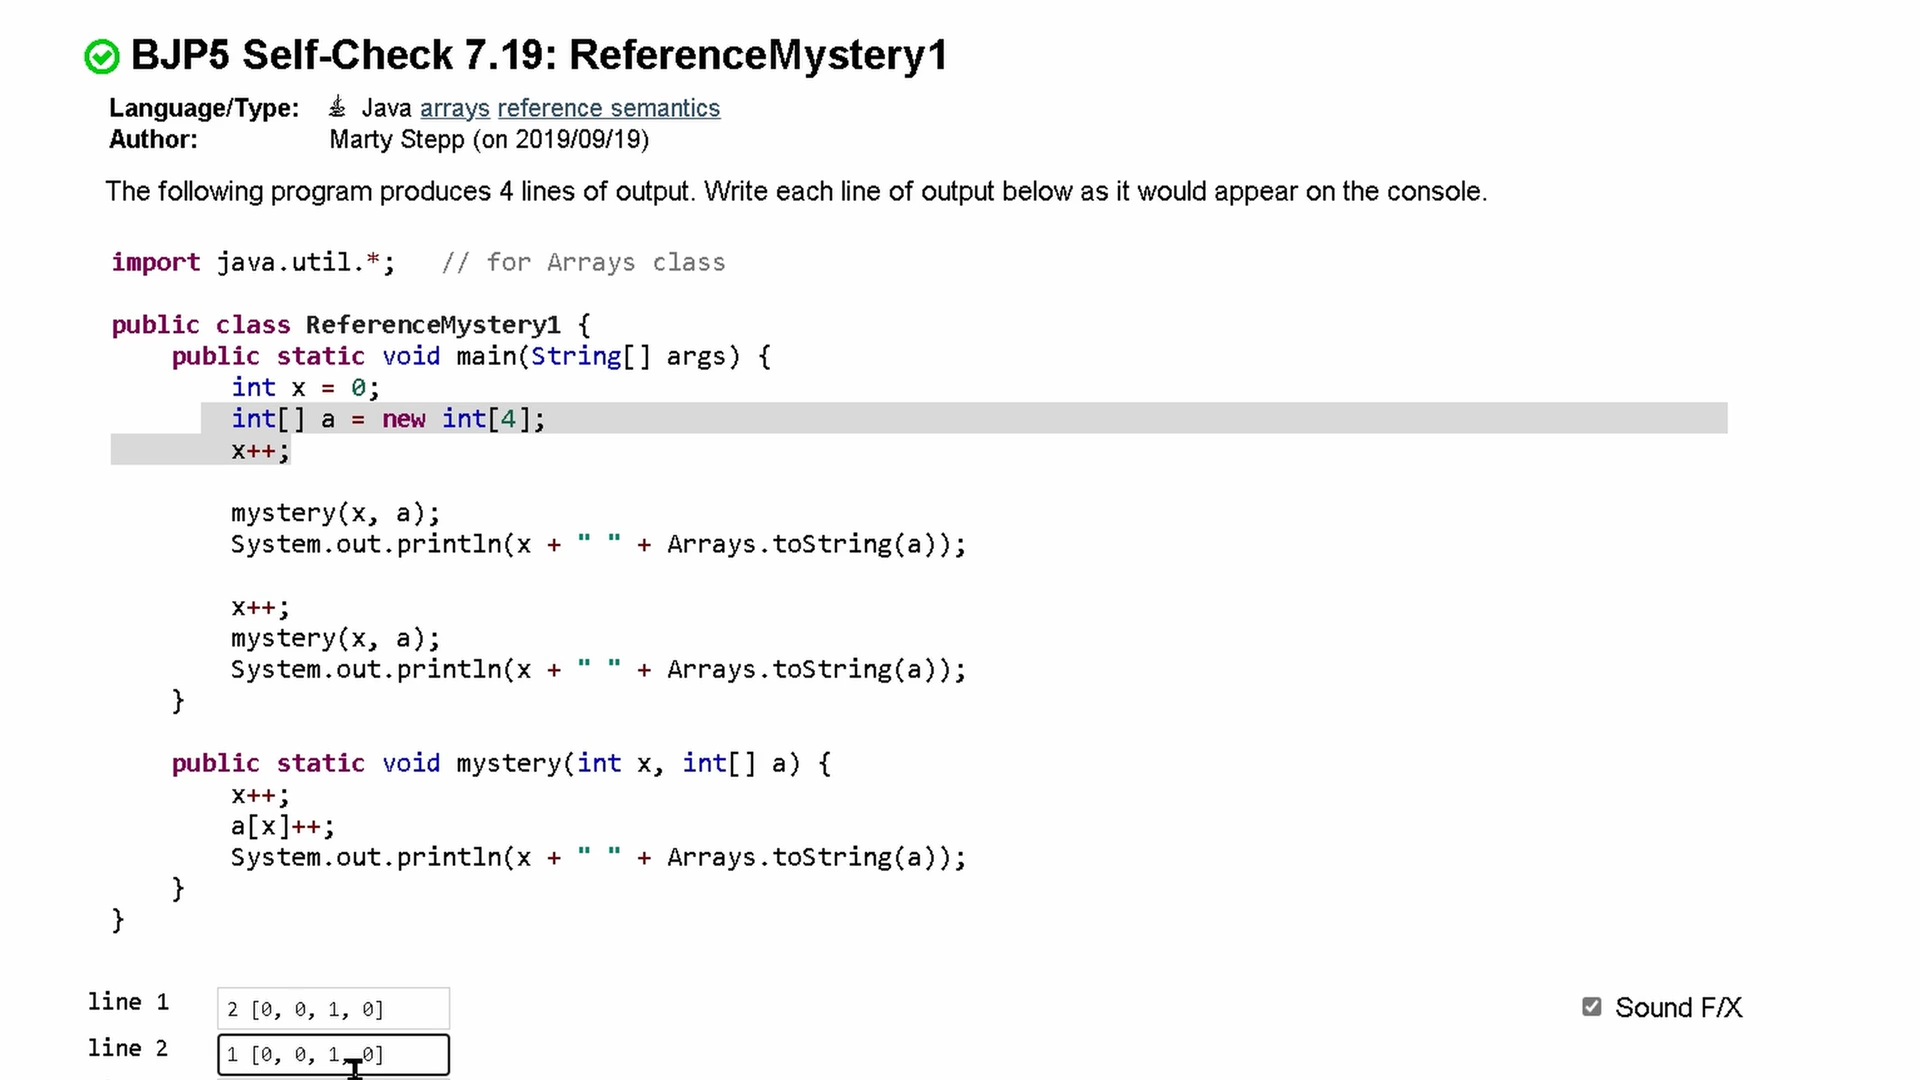 BJP5 Self-Check 7.19: ReferenceMystery1
Language/Type: Java arrays reference semantics
Author: Marty Stepp (on 2019/09/19)
The following program produces 4 lines of output. Write each line of output below as it would appear on the console.
import java.util.*;   // for Arrays class
public class ReferenceMystery1 {
    public static void main(String[] args) {
        int x = 0;
        int[] a = new int[4];
        x++;
        mystery(x, a);
        System.out.println(x + " " + Arrays.toString(a));
        x++;
        mystery(x, a);
        System.out.println(x + " " + Arrays.toString(a));
    }
    public static void mystery(int x, int[] a) {
        x++;
        a[x]++;
        System.out.println(x + " " + Arrays.toString(a));
    }
}
line 1 2 [0, 0, 1, 0]
Sound F/X
line 2 1 [0, 0, 1, 0]